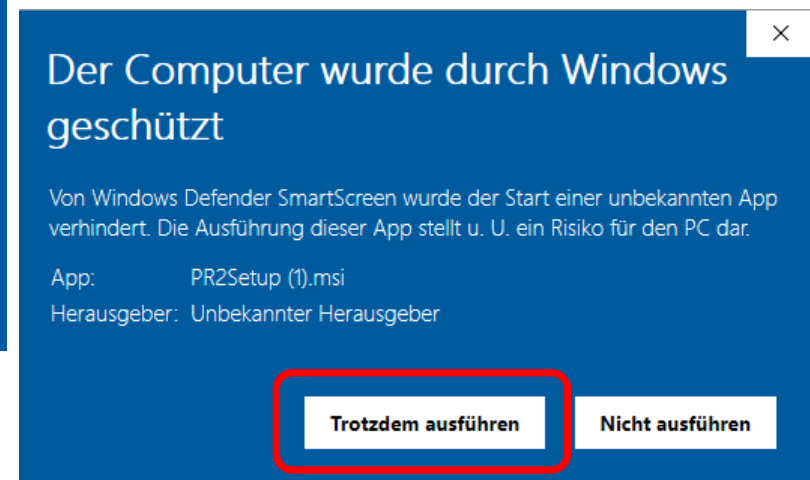 Der Computer wurde durch Windows
geschützt
Von Windows Defender SmartScreen wurde der Start einer unbekannten App
verhindert. Die Ausführung dieser App stellt u. U. ein Risiko für den PC dar.
App: PR2Setup (1).msi
Herausgeber: Unbekannter Herausgeber
Trotzdem ausführen Nicht ausführen